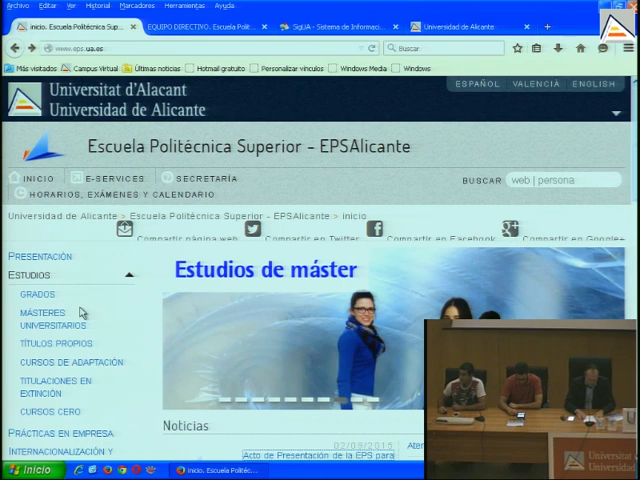 Archivo Editar Ver Historial Marcadores Herramientas Ayuda
inicio. Escuela Politécnica Sup... EQUIPO DIRECTIVO. Escuela Polit... SigUA - Sistema de Informaci... Universidad de Alicante
www.eps.ua.es Buscar
Más visitados Campus Virtual Últimas noticias Hotmail gratuito Personalizar vínculos Windows Media Windows
ESPAÑOL VALENCIÀ ENGLISH
Universitat d'Alacant
Universidad de Alicante
Escuela Politécnica Superior - EPSAlicante
INICIO E-SERVICES SECRETARÍA
HORARIOS, EXÁMENES Y CALENDARIO
BUSCAR web | persona
Universidad de Alicante > Escuela Politécnica Superior - EPSAlicante > inicio
Compartir página web Compartir en Twitter Compartir en Facebook Compartir en Google+
PRESENTACIÓN
ESTUDIOS
GRADOS
MÁSTERES
UNIVERSITARIOS
TÍTULOS PROPIOS
CURSOS DE ADAPTACIÓN
TITULACIONES EN
EXTINCIÓN
CURSOS CERO
PRÁCTICAS EN EMPRESA
INTERNACIONALIZACIÓN Y
Estudios de máster
Noticias
02/09/2015
Acto de Presentación de la EPS para
Universitat
Universidad
Inicio
inicio. Escuela Politéc...